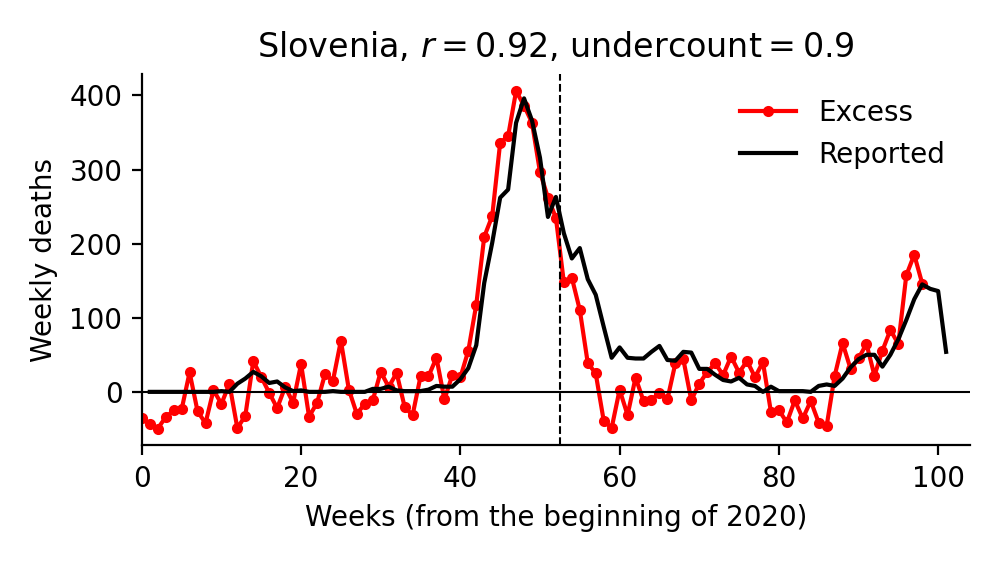 Slovenia, r = 0.92, undercount = 0.9
Excess
Reported
Weekly deaths
400
300
200
100
0
0 20 40 60 80 100
Weeks (from the beginning of 2020)